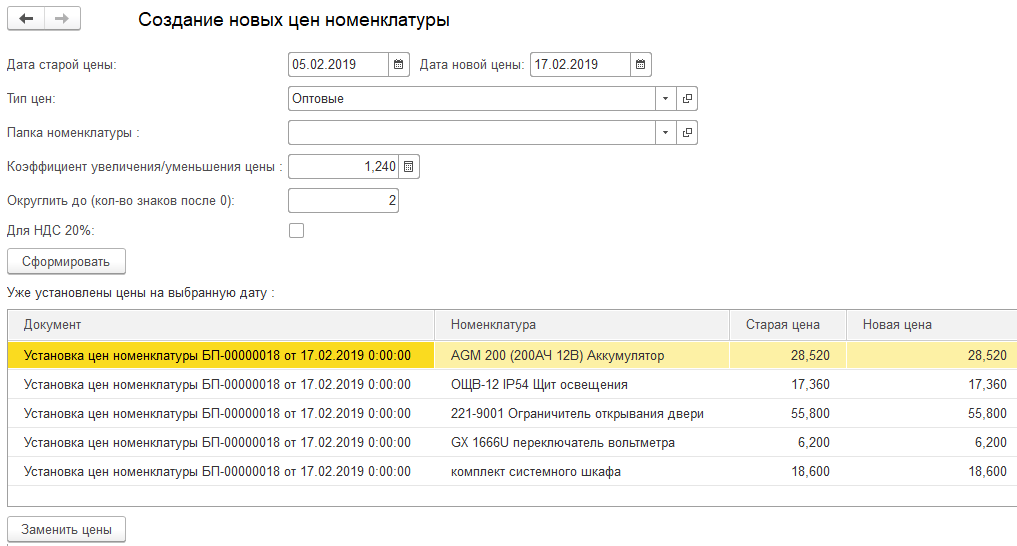 Создание новых цен номенклатуры
Дата старой цены: 05.02.2019 Дата новой цены: 17.02.2019
Тип цен: Оптовые
Папка номенклатуры :
Коэффициент увеличения/уменьшения цены : 1,240
Округлить до (кол-во знаков после 0): 2
Для НДС 20%:
Сформировать
Уже установлены цены на выбранную дату :
Документ Номенклатура Старая цена Новая цена
Установка цен номенклатуры БП-00000018 от 17.02.2019 0:00:00 AGM 200 (200АЧ 12В) Аккумулятор 28,520 28,520
Установка цен номенклатуры БП-00000018 от 17.02.2019 0:00:00 ОЩВ-12 IP54 Щит освещения 17,360 17,360
Установка цен номенклатуры БП-00000018 от 17.02.2019 0:00:00 221-9001 Ограничитель открывания двери 55,800 55,800
Установка цен номенклатуры БП-00000018 от 17.02.2019 0:00:00 GX 1666U переключатель вольтметра 6,200 6,200
Установка цен номенклатуры БП-00000018 от 17.02.2019 0:00:00 комплект системного шкафа 18,600 18,600
Заменить цены